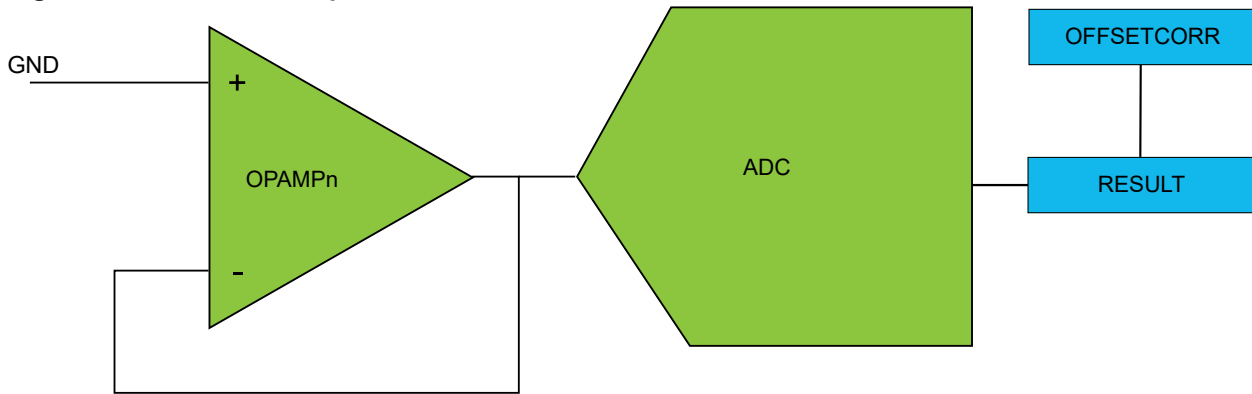 OFFSETCORR
GND
+
OPAMPn
ADC
RESULT
-